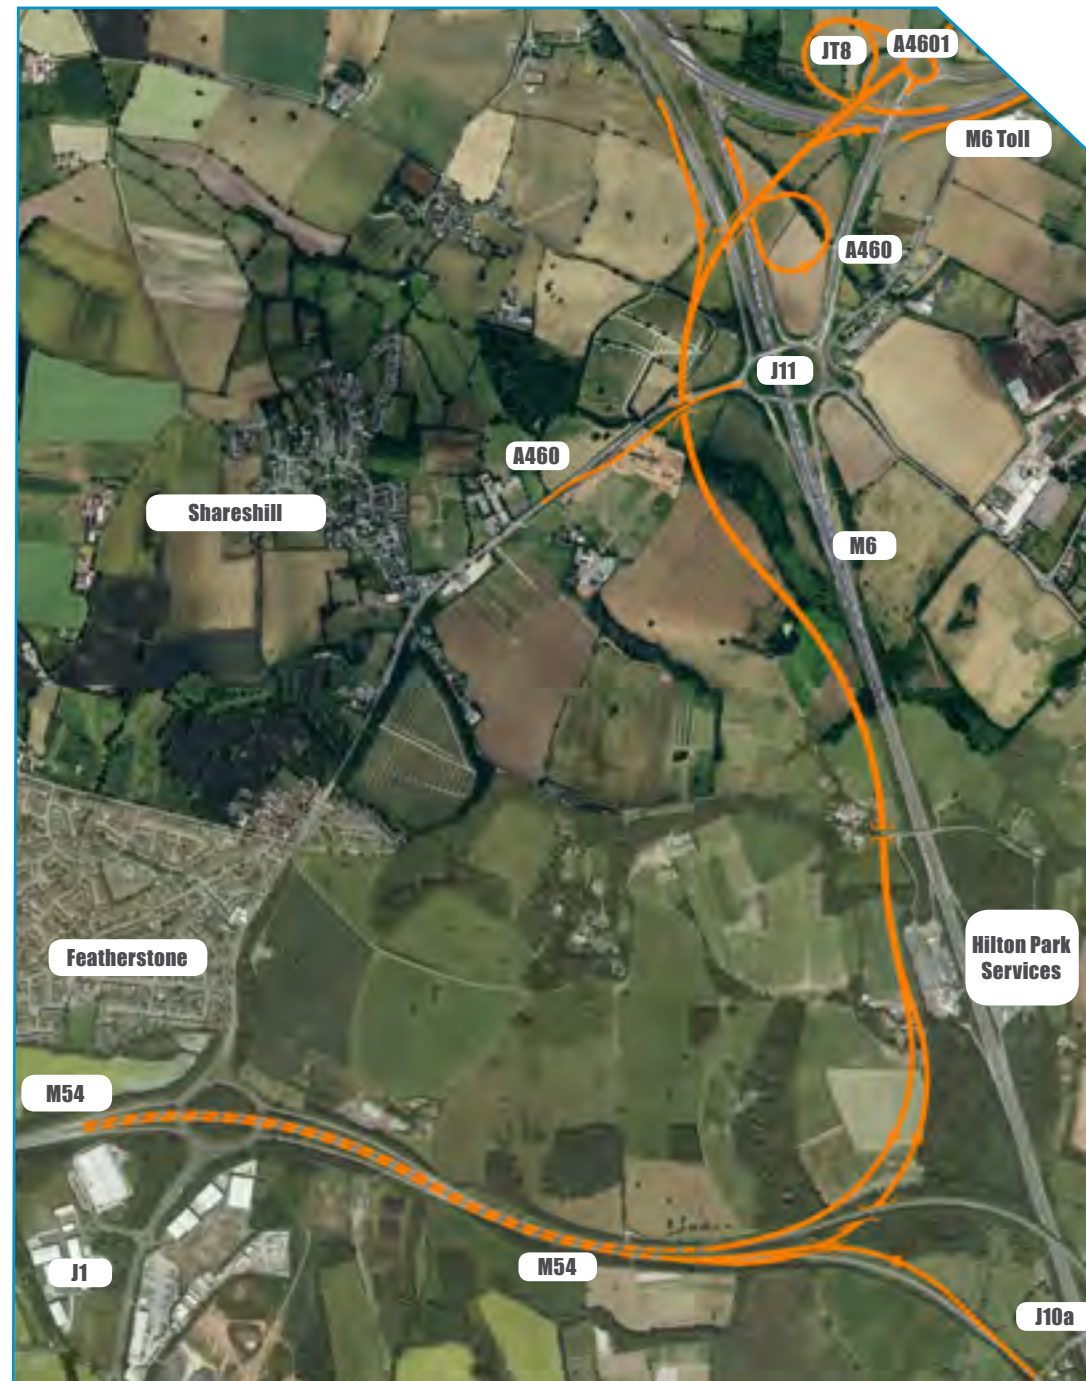 JT8
A4601
M6 Toll
A460
J11
A460
Shareshill
M6
Featherstone
Hilton Park
Services
M54
M54
J1
J10a